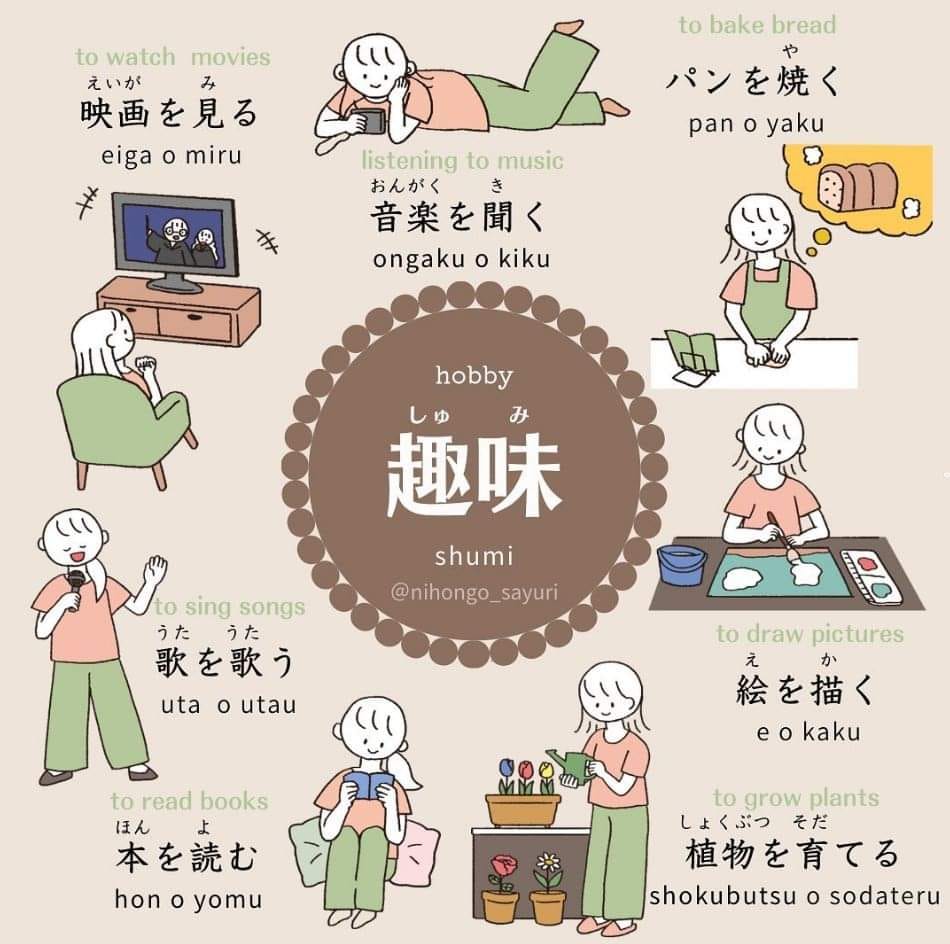 to watch movies
えいが み
映画を見る
eiga o miru
listening to music
おんがく き
音楽を聞く
ongaku o kiku
to bake bread
や
パンを焼く
pan o yaku
hobby
しゅ み
趣味
shumi
@nihongo_sayuri
to sing songs
うた うた
歌を歌う
uta o utau
to draw pictures
え か
絵を描く
e o kaku
to read books
ほん よ
本を読む
hon o yomu
to grow plants
しょくぶつ そだ
植物を育てる
shokubutsu o sodateru